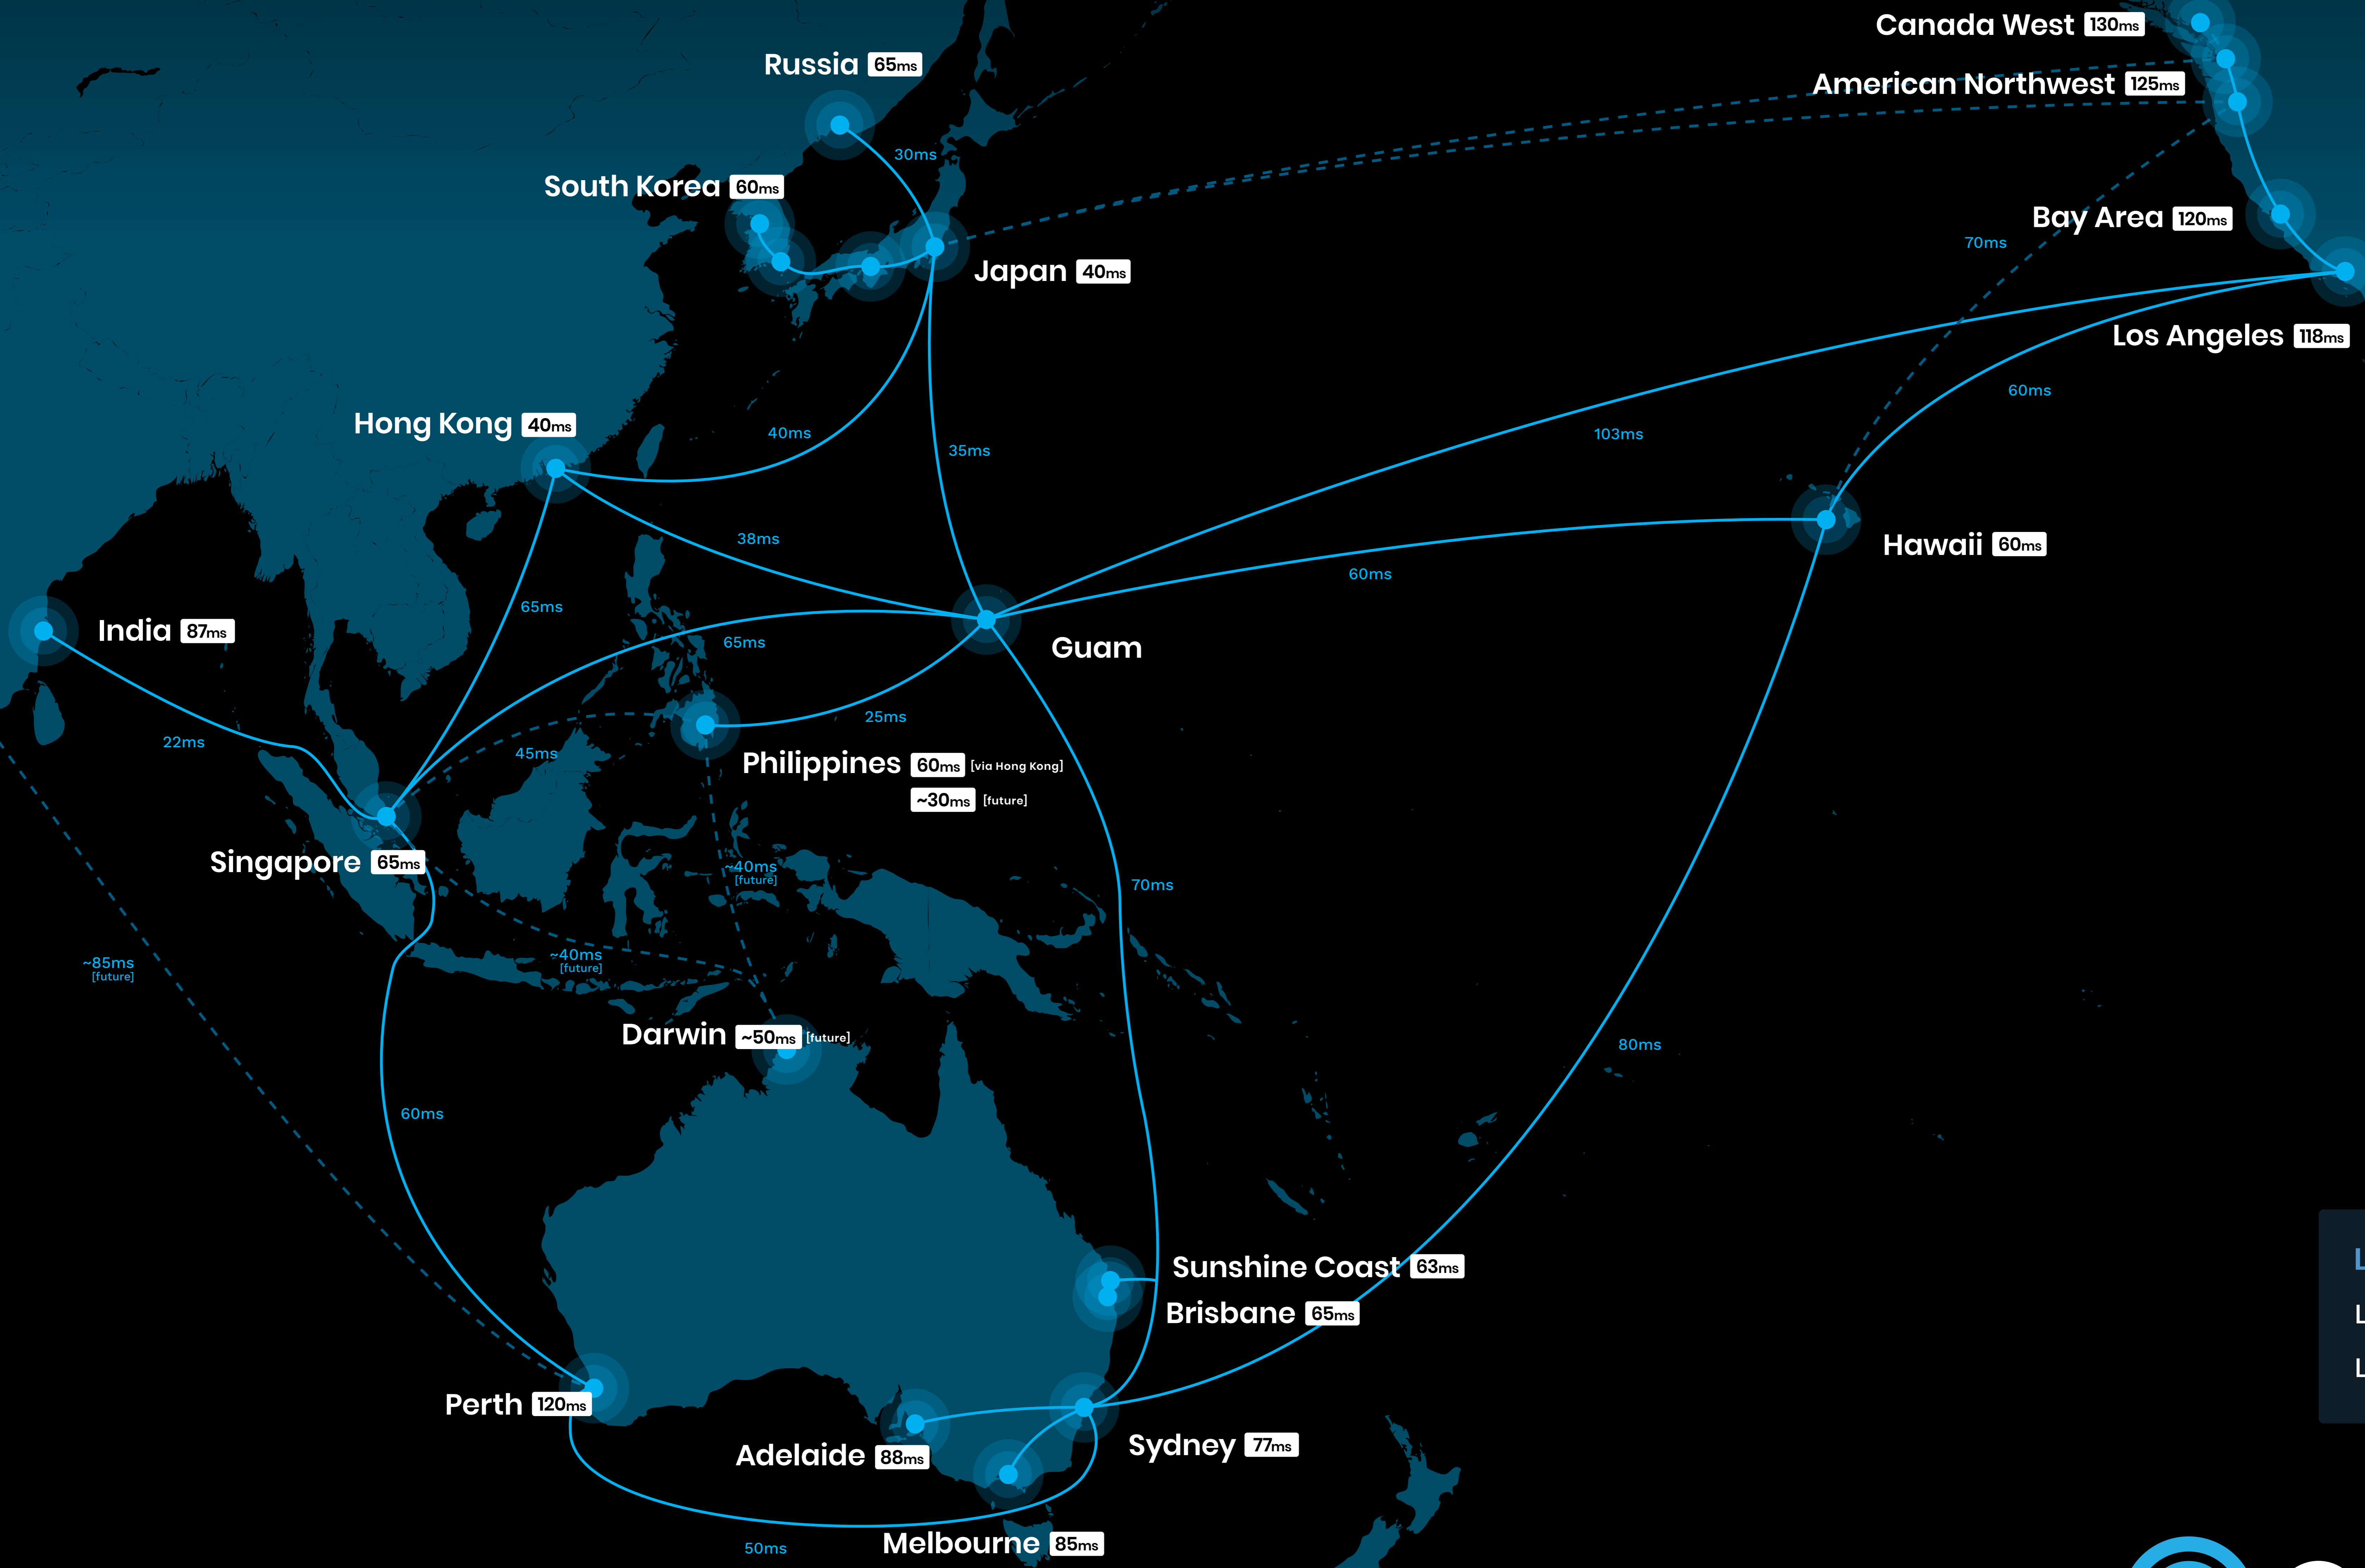 Canada West 130ms
American Northwest 125ms
Russia 65ms
30ms
South Korea 60ms
Bay Area 120ms
70ms
Japan 40ms
Los Angeles 118ms
60ms
Hong Kong 40ms
40ms
35ms
103ms
38ms
Hawaii 60ms
60ms
65ms
India 87ms
65ms
Guam
25ms
22ms
45ms
Philippines 60ms [via Hong Kong]
~30ms [future]
Singapore 65ms
~40ms
[future]
70ms
~40ms
[future]
~85ms
[future]
Darwin ~50ms [future]
80ms
60ms
Sunshine Coast 63ms
Brisbane 65ms
Perth 120ms
Adelaide 88ms
Sydney 77ms
Melbourne 85ms
50ms
L
L
L